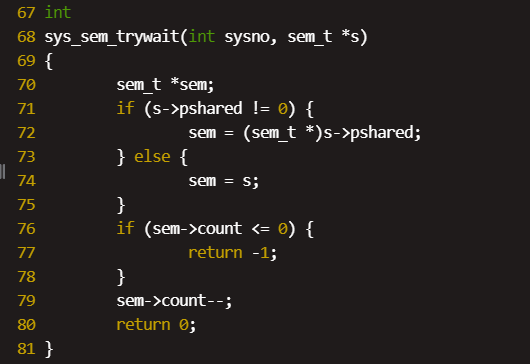 67 int
68 sys_sem_trywait(int sysno, sem_t *s)
69 {
70         sem_t *sem;
71         if (s->pshared != 0) {
72                 sem = (sem_t *)s->pshared;
73         } else {
74                 sem = s;
75         }
76         if (sem->count <= 0) {
77                 return -1;
78         }
79         sem->count--;
80         return 0;
81 }